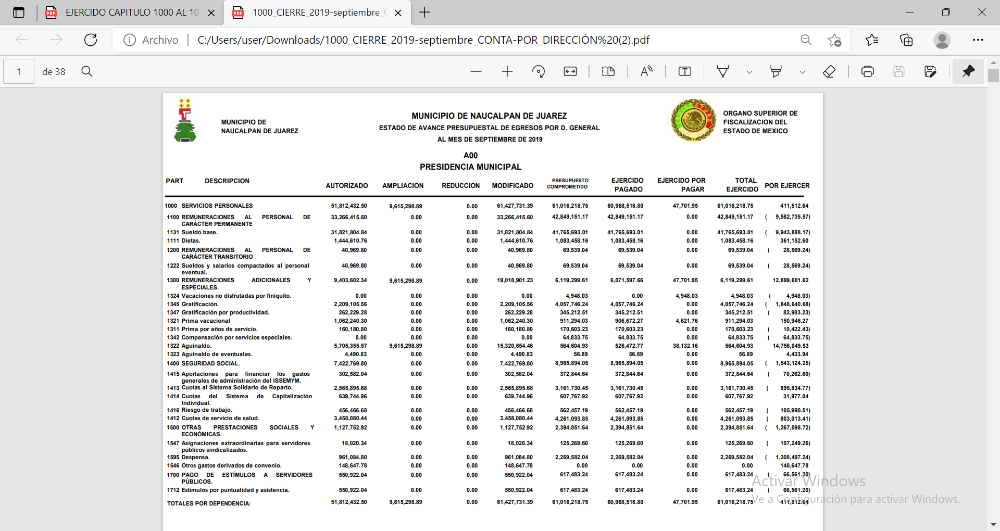 EJERCIDO CAPITULO 1000 AL 10
1000_CIERRE_2019-septiembre_
Archivo
C:/Users/user/Downloads/1000_CIERRE_2019-septiembre_CONTA-POR_DIRECCIÓN%20(2).pdf
1 de 38
MUNICIPIO DE
NAUCALPAN DE JUAREZ
MUNICIPIO DE NAUCALPAN DE JUAREZ
ESTADO DE AVANCE PRESUPUESTAL DE EGRESOS POR D. GENERAL
AL MES DE SEPTIEMBRE DE 2019
ORGANO SUPERIOR DE
FISCALIZACION DEL
ESTADO DE MEXICO
A00
PRESIDENCIA MUNICIPAL
PART DESCRIPCION AUTORIZADO AMPLIACION REDUCCION MODIFICADO PRESUPUESTO COMPROMETIDO EJERCIDO PAGADO EJERCIDO POR PAGAR TOTAL EJERCIDO POR EJERCER
1000 SERVICIOS PERSONALES 51,812,432.50 9,615,298.89 0.00 61,427,731.39 61,016,218.75 60,968,516.80 47,701.95 61,016,218.75 411,512.64
1100 REMUNERACIONES AL PERSONAL DE 33,266,415.60 0.00 0.00 33,266,415.60 42,849,151.17 42,849,151.17 0.00 42,849,151.17 ( 9,582,735.57)
CARÁCTER PERMANENTE
1131 Sueldo base. 31,821,804.84 0.00 0.00 31,821,804.84 41,765,693.01 41,765,693.01 0.00 41,765,693.01 ( 9,943,888.17)
1111 Dietas. 1,444,610.76 0.00 0.00 1,444,610.76 1,083,458.16 1,083,458.16 0.00 1,083,458.16 361,152.60
1200 REMUNERACIONES AL PERSONAL DE 40,969.80 0.00 0.00 40,969.80 69,539.04 69,539.04 0.00 69,539.04 ( 28,569.24)
CARÁCTER TRANSITORIO
1222 Sueldos y salarios compactados al personal 40,969.80 0.00 0.00 40,969.80 69,539.04 69,539.04 0.00 69,539.04 ( 28,569.24)
eventual.
1300 REMUNERACIONES ADICIONALES Y 9,403,602.34 9,615,298.89 0.00 19,018,901.23 6,119,299.61 6,071,597.66 47,701.95 6,119,299.61 12,899,601.62
ESPECIALES.
1324 Vacaciones no disfrutadas por finiquito. 0.00 0.00 0.00 0.00 4,948.03 0.00 4,948.03 4,948.03 ( 4,948.03)
1345 Gratificación. 2,209,105.56 0.00 0.00 2,209,105.56 4,057,746.24 4,057,746.24 0.00 4,057,746.24 ( 1,848,640.68)
1347 Gratificación por productividad. 262,229.28 0.00 0.00 262,229.28 345,212.51 345,212.51 0.00 345,212.51 ( 82,983.23)
1321 Prima vacacional 1,062,240.30 0.00 0.00 1,062,240.30 911,294.03 906,672.27 4,621.76 911,294.03 150,946.27
1311 Prima por años de servicio. 160,180.80 0.00 0.00 160,180.80 170,603.23 170,603.23 0.00 170,603.23 ( 10,422.43)
1342 Compensación por servicios especiales. 0.00 0.00 0.00 0.00 64,833.75 64,833.75 0.00 64,833.75 ( 64,833.75)
1322 Aguinaldo. 5,705,355.57 9,615,298.89 0.00 15,320,654.46 564,604.93 526,472.77 38,132.16 564,604.93 14,756,049.53
1323 Aguinaldo de eventuales. 4,490.83 0.00 0.00 4,490.83 56.89 56.89 0.00 56.89 4,433.94
1400 SEGURIDAD SOCIAL. 7,422,769.80 0.00 0.00 7,422,769.80 8,965,894.05 8,965,894.05 0.00 8,965,894.05 ( 1,543,124.25)
1415 Aportaciones para financiar los gastos 302,582.04 0.00 0.00 302,582.04 372,844.64 372,844.64 0.00 372,844.64 ( 70,262.60)
generales de administración del ISSEMYM.
1413 Cuotas al Sistema Solidario de Reparto. 2,565,895.68 0.00 0.00 2,565,895.68 3,161,730.45 3,161,730.45 0.00 3,161,730.45 ( 595,834.77)
1414 Cuotas del Sistema de Capitalización 639,744.96 0.00 0.00 639,744.96 607,767.92 607,767.92 0.00 607,767.92 31,977.04
Individual.
1416 Riesgo de trabajo. 456,466.68 0.00 0.00 456,466.68 562,457.19 562,457.19 0.00 562,457.19 ( 105,990.51)
1412 Cuotas de servicio de salud. 3,458,080.44 0.00 0.00 3,458,080.44 4,261,093.85 4,261,093.85 0.00 4,261,093.85 ( 803,013.41)
1500 OTRAS PRESTACIONES SOCIALES Y 1,127,752.92 0.00 0.00 1,127,752.92 2,394,851.64 2,394,851.64 0.00 2,394,851.64 ( 1,267,098.72)
ECONÓMICAS.
1547 Asignaciones extraordinarias para servidores 18,020.34 0.00 0.00 18,020.34 125,269.60 125,269.60 0.00 125,269.60 ( 107,249.26)
públicos sindicalizados.
1595 Despensa. 961,084.80 0.00 0.00 961,084.80 2,269,582.04 2,269,582.04 0.00 2,269,582.04 ( 1,308,497.24)
1546 Otros gastos derivados de convenio. 148,647.78 0.00 0.00 148,647.78 0.00 0.00 0.00 0.00 148,647.78
1700 PAGO DE ESTÍMULOS A SERVIDORES 550,922.04 0.00 0.00 550,922.04 617,483.24 617,483.24 0.00 617,483.24 ( 66,561.20)
PÚBLICOS.
1712 Estímulos por puntualidad y asistencia. 550,922.04 0.00 0.00 550,922.04 617,483.24 617,483.24 0.00 617,483.24 ( 66,561.20)
TOTALES POR DEPENDENCIA: 51,812,432.50 9,615,298.89 0.00 61,427,731.39 61,016,218.75 60,968,516.80 47,701.95 61,016,218.75 411,512.64
Activar Windows
Ve a Configuración para activar Windows.